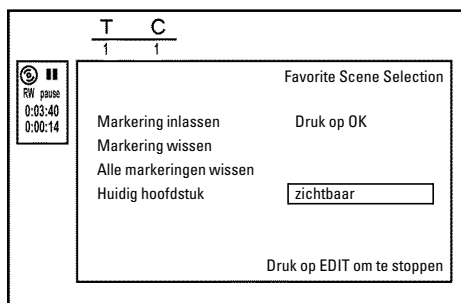 T C
1 1
RW pause
0:03:40
0:00:14
Favorite Scene Selection
Markering inlassen Druk op OK
Markering wissen
Alle markeringen wissen
Huidig hoofdstuk zichtbaar
Druk op EDIT om te stoppen